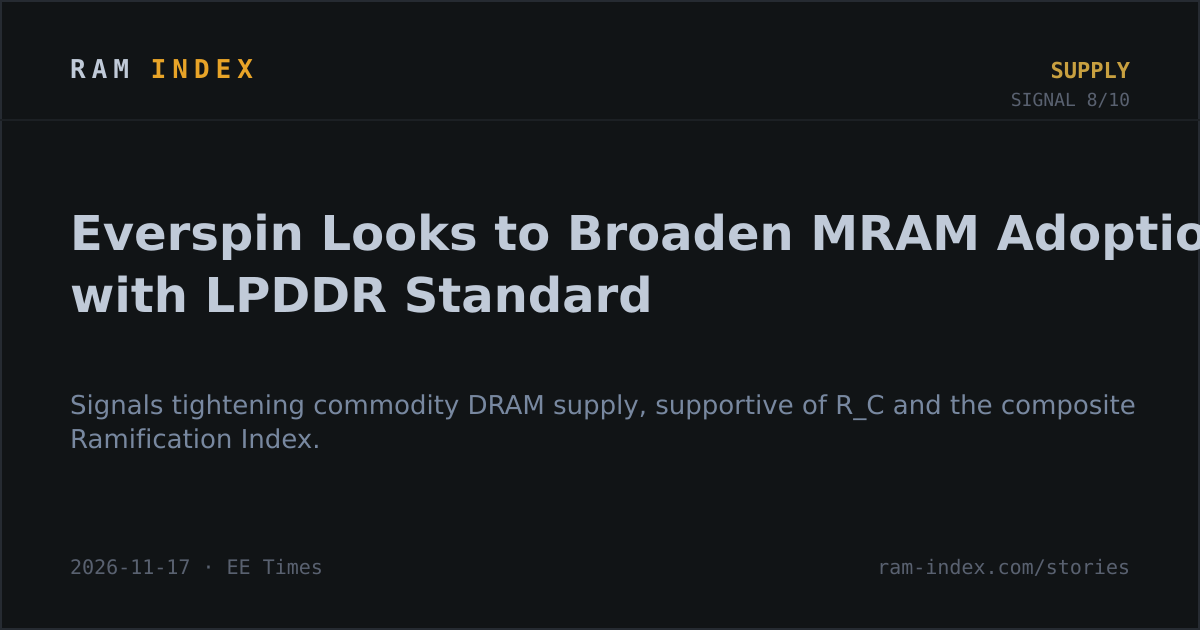 RAM INDEX
SUPPLY
SIGNAL 8/10
Everspin Looks to Broaden MRAM Adoptio
with LPDDR Standard
Signals tightening commodity DRAM supply, supportive of R_C and the composite
Ramification Index.
2026-11-17 · EE Times
ram-index.com/stories